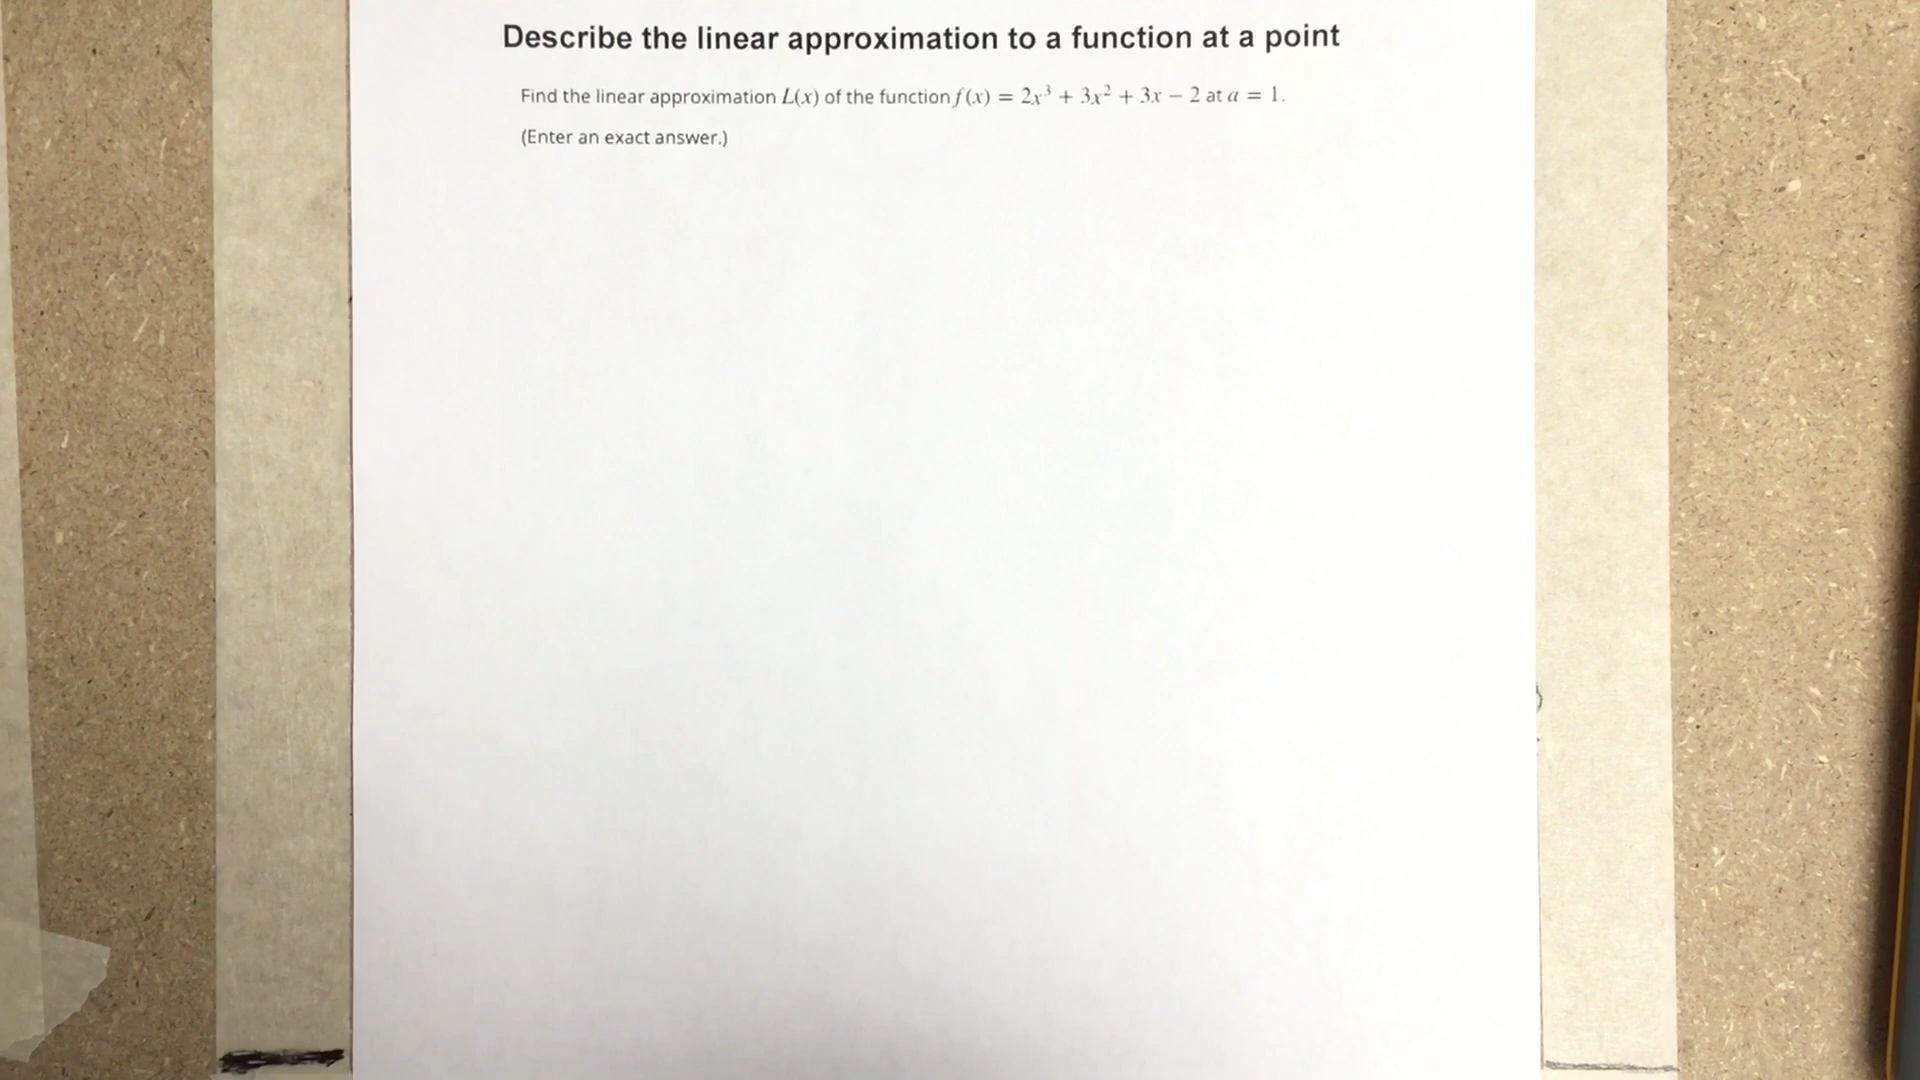 Describe the linear approximation to a function at a point
Find the linear approximation L(x) of the function f(x) = 2x³ + 3x² + 3x − 2 at a = 1.
(Enter an exact answer.)